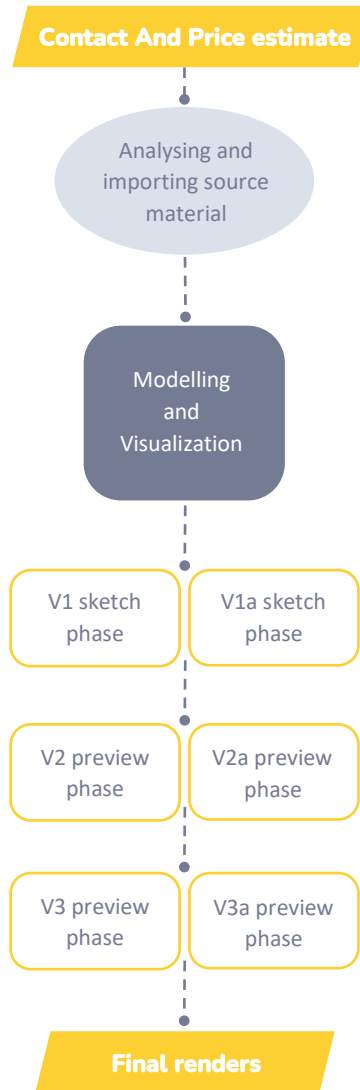 Contact And Price estimate
Analysing and
importing source
material
Modelling
and
Visualization
V1 sketch
phase
V1a sketch
phase
V2 preview
phase
V2a preview
phase
V3 preview
phase
V3a preview
phase
Final renders